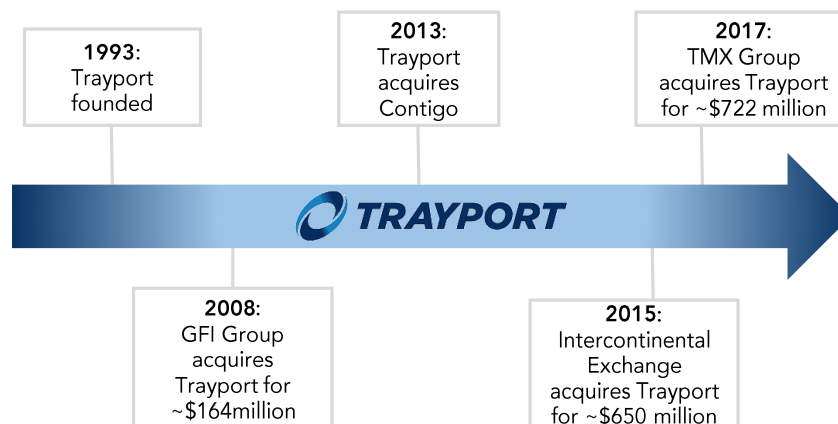 1993:
Trayport
founded
2013:
Trayport
acquires
Contigo
2017:
TMX Group
acquires Trayport
for ~$722 million
TRAYPORT
2008:
GFI Group
acquires
Trayport for
~$164million
2015:
Intercontinental
Exchange
acquires Trayport
for ~$650 million